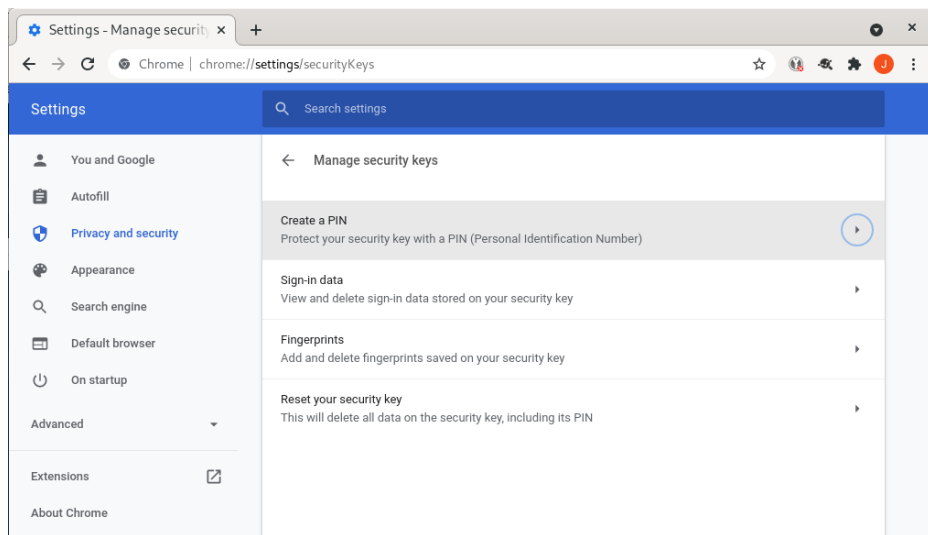 Settings - Manage security
Chrome | chrome://settings/securityKeys
J
Settings
Search settings
You and Google
Autofill
Privacy and security
Appearance
Search engine
Default browser
On startup
Advanced
Extensions
About Chrome
Manage security keys
Create a PIN
Protect your security key with a PIN (Personal Identification Number)
Sign-in data
View and delete sign-in data stored on your security key
Fingerprints
Add and delete fingerprints saved on your security key
Reset your security key
This will delete all data on the security key, including its PIN